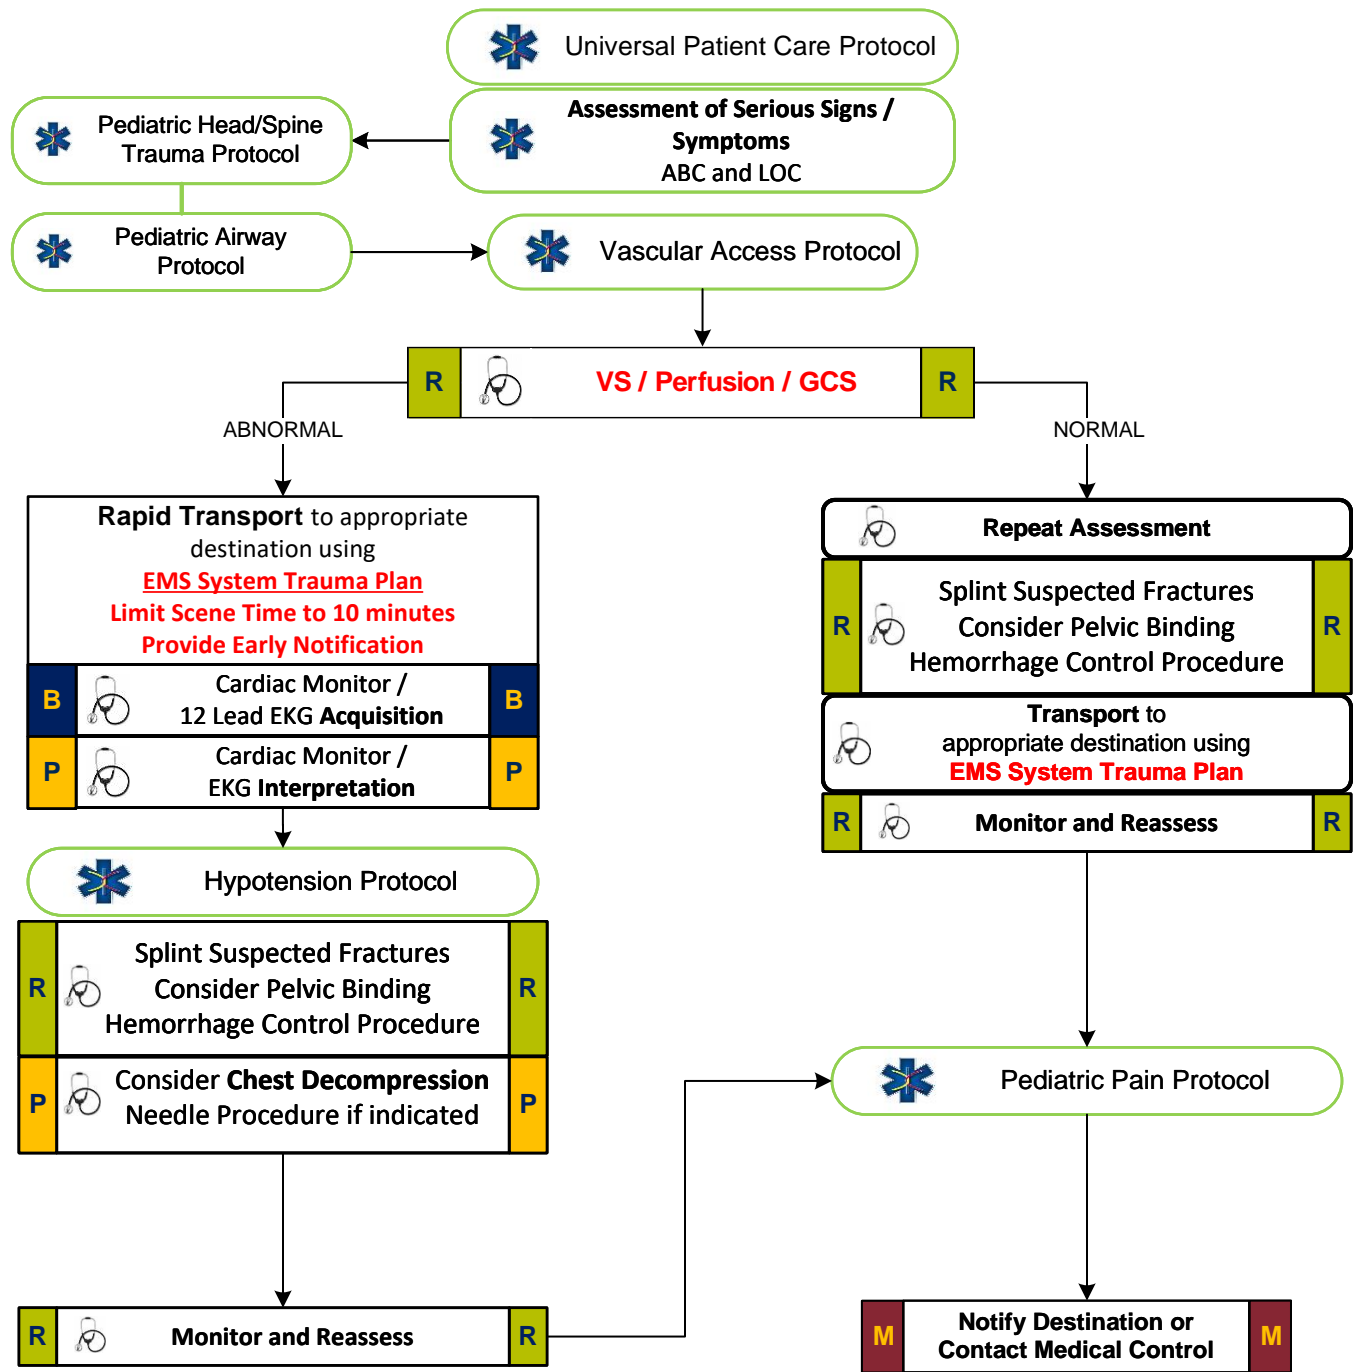 Universal Patient Care Protocol
Assessment of Serious Signs /
Symptoms
ABC and LOC
Pediatric Head/Spine
Trauma Protocol
Pediatric Airway
Protocol
Vascular Access Protocol
R VS / Perfusion / GCS R
ABNORMAL
NORMAL
Rapid Transport to appropriate
destination using
EMS System Trauma Plan
Limit Scene Time to 10 minutes
Provide Early Notification
B Cardiac Monitor / B
12 Lead EKG Acquisition
P Cardiac Monitor / P
EKG Interpretation
Hypotension Protocol
Splint Suspected Fractures
R Consider Pelvic Binding R
Hemorrhage Control Procedure
P Consider Chest Decompression P
Needle Procedure if indicated
R Monitor and Reassess R
Repeat Assessment
Splint Suspected Fractures
R Consider Pelvic Binding R
Hemorrhage Control Procedure
Transport to
appropriate destination using
EMS System Trauma Plan
R Monitor and Reassess R
Pediatric Pain Protocol
M Notify Destination or M
Contact Medical Control